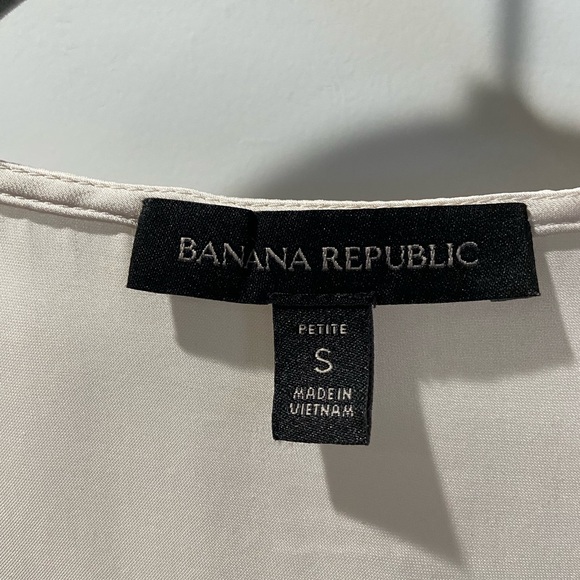 BANANA REPUBLIC
PETITE
S
MADE IN
VIETNAM